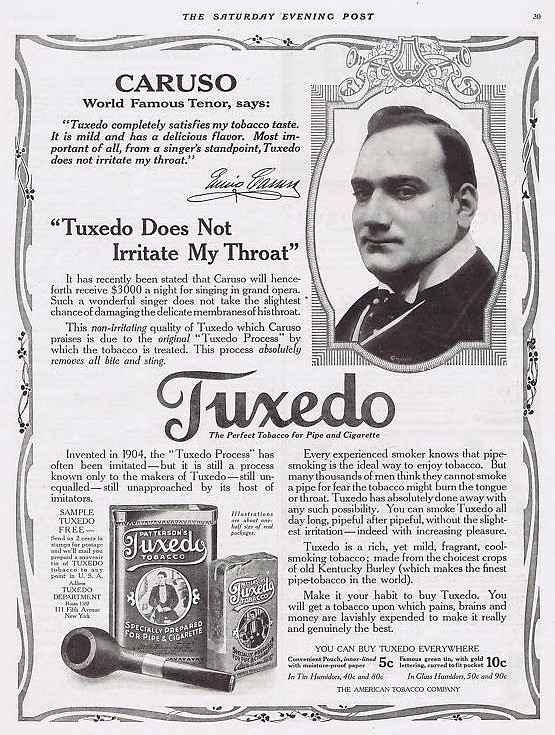 THE SATURDAY EVENING POST
39
CARUSO
World Famous Tenor, says:
"Tuxedo completely satisfies my tobacco taste.
It is mild and has a delicious flavor. Most im-
portant of all, from a singer's standpoint, Tuxedo
does not irritate my throat."
Enrico Caruso
"Tuxedo Does Not
Irritate My Throat"
It has recently been stated that Caruso will hence-
forth receive $3000 a night for singing in grand opera.
Such a wonderful singer does not take the slightest
chance of damaging the delicate membranes of his throat.
This non-irritating quality of Tuxedo which Caruso
praises is due to the original "Tuxedo Process" by
which the tobacco is treated. This process absolutely
removes all bite and sting.
Tuxedo
The Perfect Tobacco for Pipe and Cigarette
Invented in 1904, the "Tuxedo Process" has
often been imitated—but it is still a process
known only to the makers of Tuxedo—still un-
equalled—still unapproached by its host of
imitators.
SAMPLE
TUXEDO
FREE—
Send us 2 cents in
stamps for postage
and we'll mail you
prepaid a souvenir
tin of TUXEDO
tobacco to any
point in U. S. A.
Address
TUXEDO
DEPARTMENT
Room 1187
111 Fifth Avenue
New York
Illustrations
are about one-
half size of real
packages.
PATTERSON'S
Tuxedo
TOBACCO
SPECIALLY PREPARED
FOR PIPE & CIGARETTE
Tuxedo
TOBACCO
SPECIALLY PREPARED
Every experienced smoker knows that pipe-
smoking is the ideal way to enjoy tobacco. But
many thousands of men think they cannot smoke
a pipe for fear the tobacco might burn the tongue
or throat. Tuxedo has absolutely done away with
any such possibility. You can smoke Tuxedo all
day long, pipeful after pipeful, without the slight-
est irritation—indeed with increasing pleasure.
Tuxedo is a rich, yet mild, fragrant, cool-
smoking tobacco; made from the choicest crops
of old Kentucky Burley (which makes the finest
pipe-tobacco in the world).
Make it your habit to buy Tuxedo. You
will get a tobacco upon which pains, brains and
money are lavishly expended to make it really
and genuinely the best.
YOU CAN BUY TUXEDO EVERYWHERE
Convenient Pouch, inner-lined with moisture-proof paper 5c
Famous green tin, with gold lettering, curved to fit pocket 10c
In Tin Humidors, 40c and 80c
In Glass Humidors, 50c and 90c
THE AMERICAN TOBACCO COMPANY